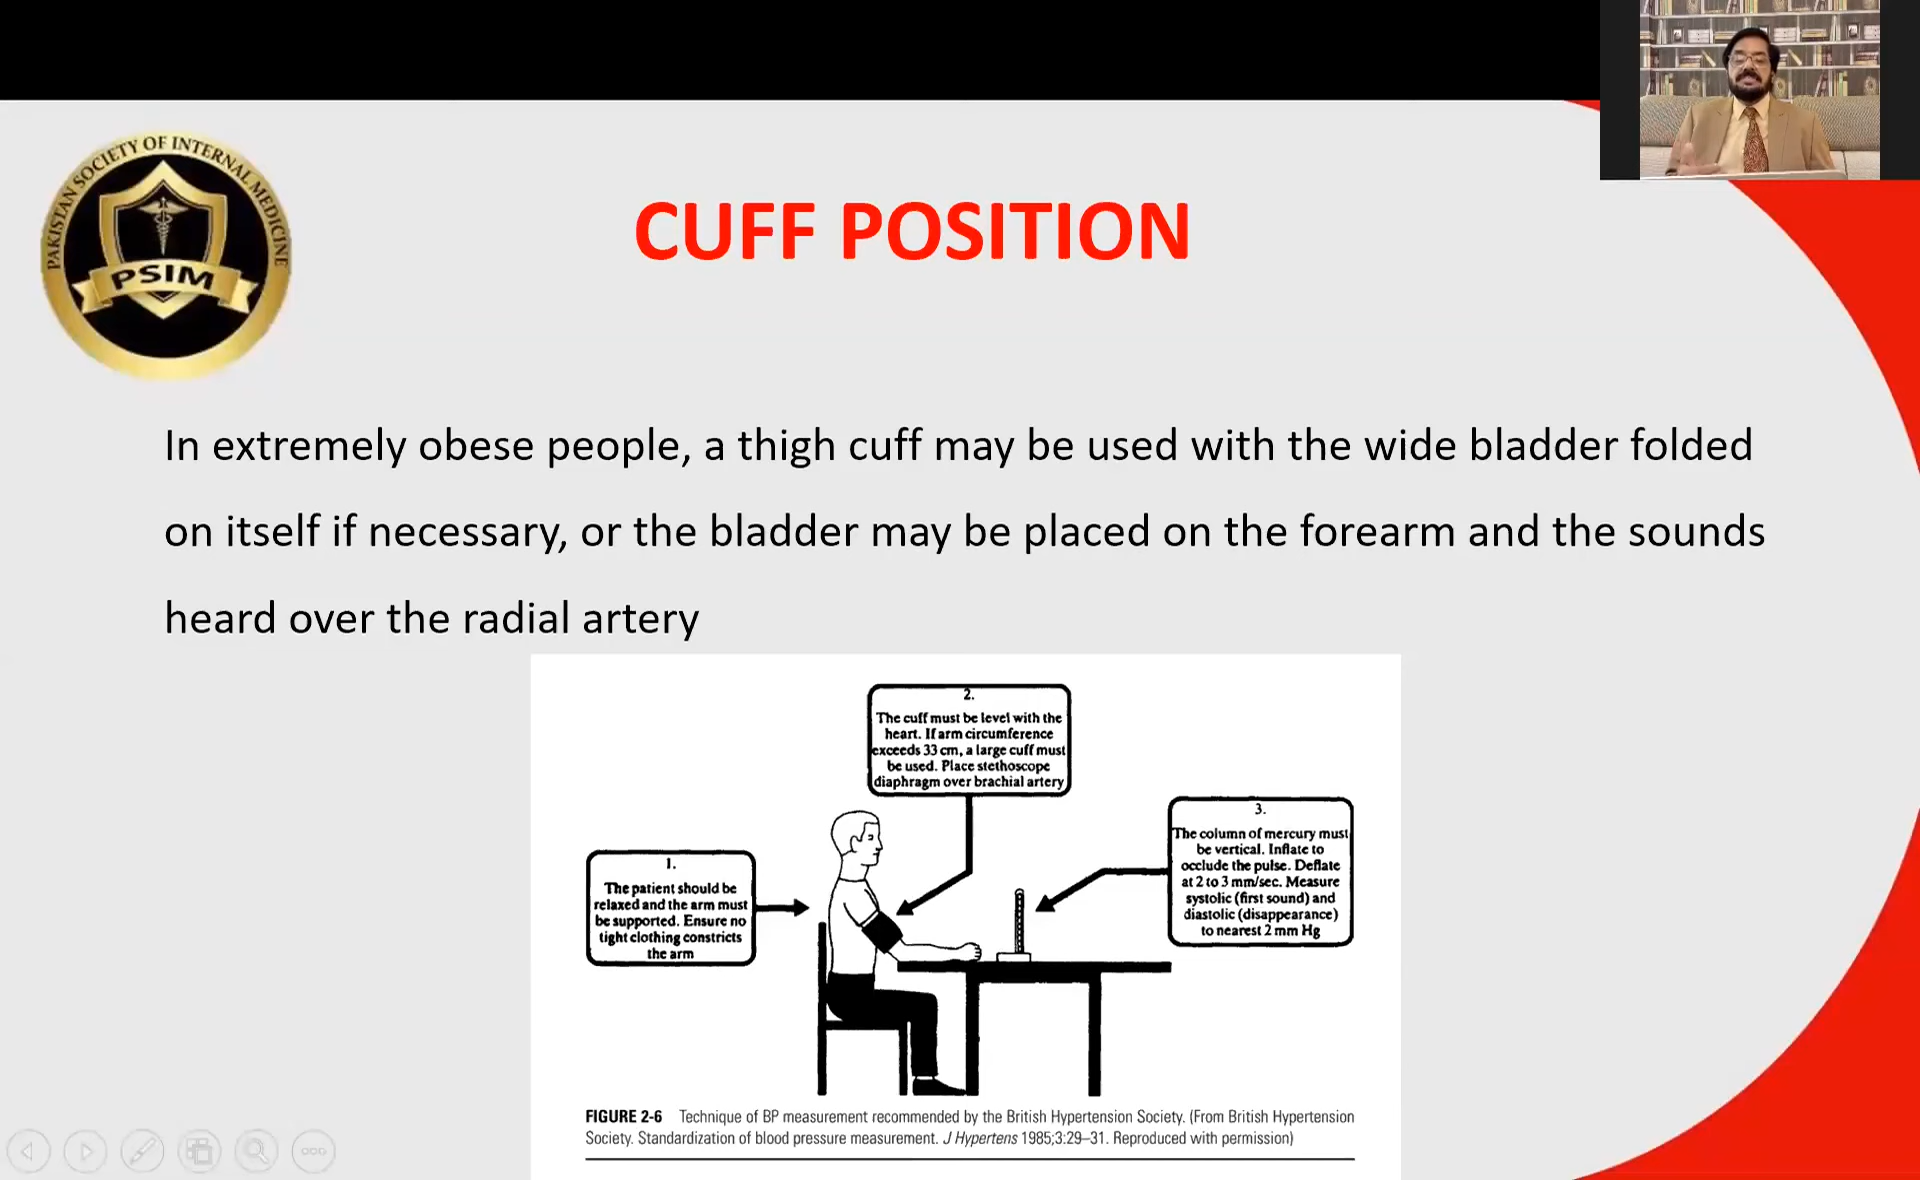 PAKISTAN SOCIETY OF INTERNAL MEDICINE
PSIM
CUFF POSITION
In extremely obese people, a thigh cuff may be used with the wide bladder folded
on itself if necessary, or the bladder may be placed on the forearm and the sounds
heard over the radial artery
2.
The cuff must be level with the
heart. If arm circumference
exceeds 33 cm, a large cuff must
be used. Place stethoscope
diaphragm over brachial artery
1.
The patient should be
relaxed and the arm must
be supported. Ensure no
tight clothing constricts
the arm
3.
The column of mercury must
be vertical. Inflate to
occlude the pulse. Deflate
at 2 to 3 mm/sec. Measure
systolic (first sound) and
diastolic (disappearance)
to nearest 2 mm Hg
FIGURE 2-6 Technique of BP measurement recommended by the British Hypertension Society. (From British Hypertension
Society. Standardization of blood pressure measurement. J Hypertens 1985;3:29–31. Reproduced with permission)